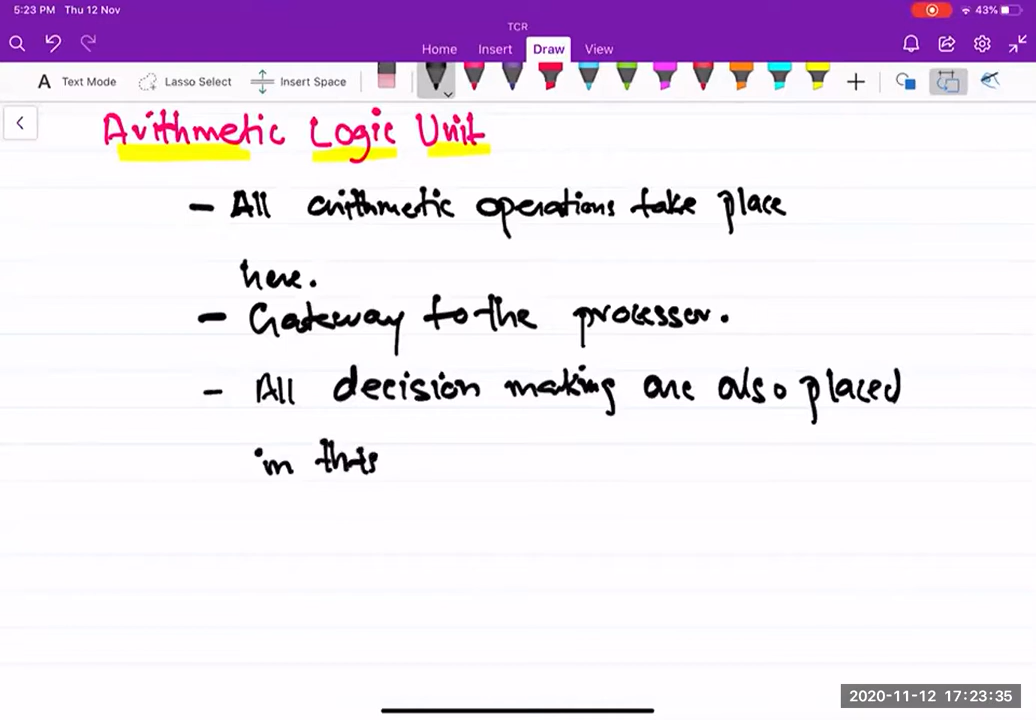 5:23 PM Thu 12 Nov
43%
TCR
Home Insert Draw View
A Text Mode Lasso Select Insert Space
Arithmetic Logic Unit
- All arithmetic operations take place
here.
- Gateway to the processor.
- All decision making are also placed
in this
2020-11-12 17:23:35